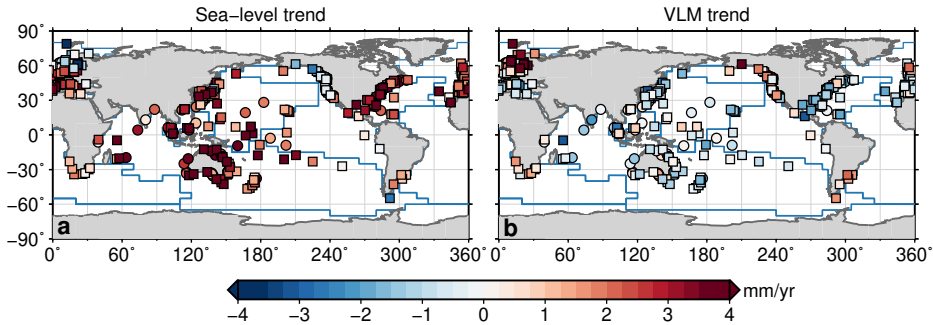 Sea−level trend
VLM trend
90˚
60˚
30˚
0˚
−30˚
−60˚
−90˚
a
b
0˚ 60˚ 120˚ 180˚ 240˚ 300˚ 360˚
0˚ 60˚ 120˚ 180˚ 240˚ 300˚ 360˚
mm/yr
−4 −3 −2 −1 0 1 2 3 4